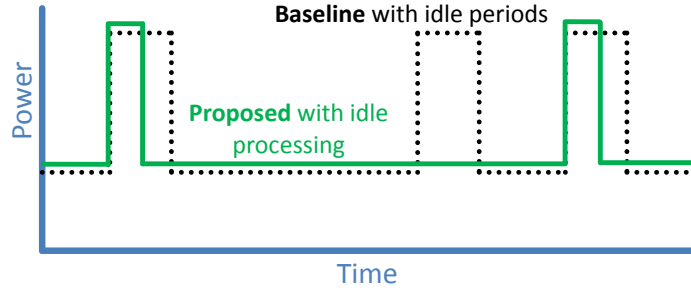 Baseline with idle periods
Power
Proposed with idle
processing
Time